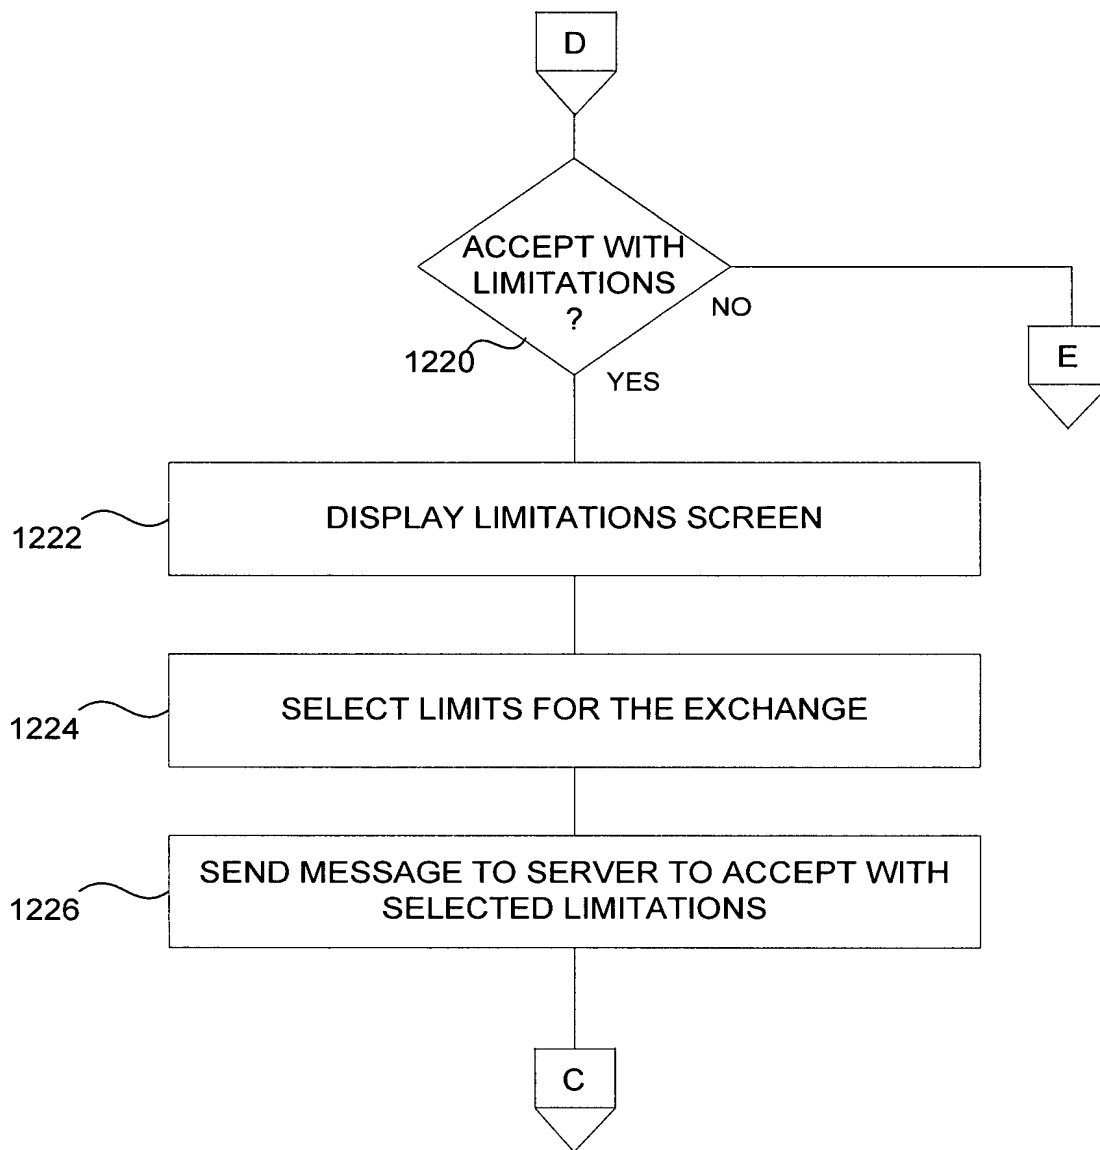 D
ACCEPT WITH
LIMITATIONS
?
NO
1220
E
YES
1222
DISPLAY LIMITATIONS SCREEN
1224
SELECT LIMITS FOR THE EXCHANGE
1226
SEND MESSAGE TO SERVER TO ACCEPT WITH
SELECTED LIMITATIONS
C